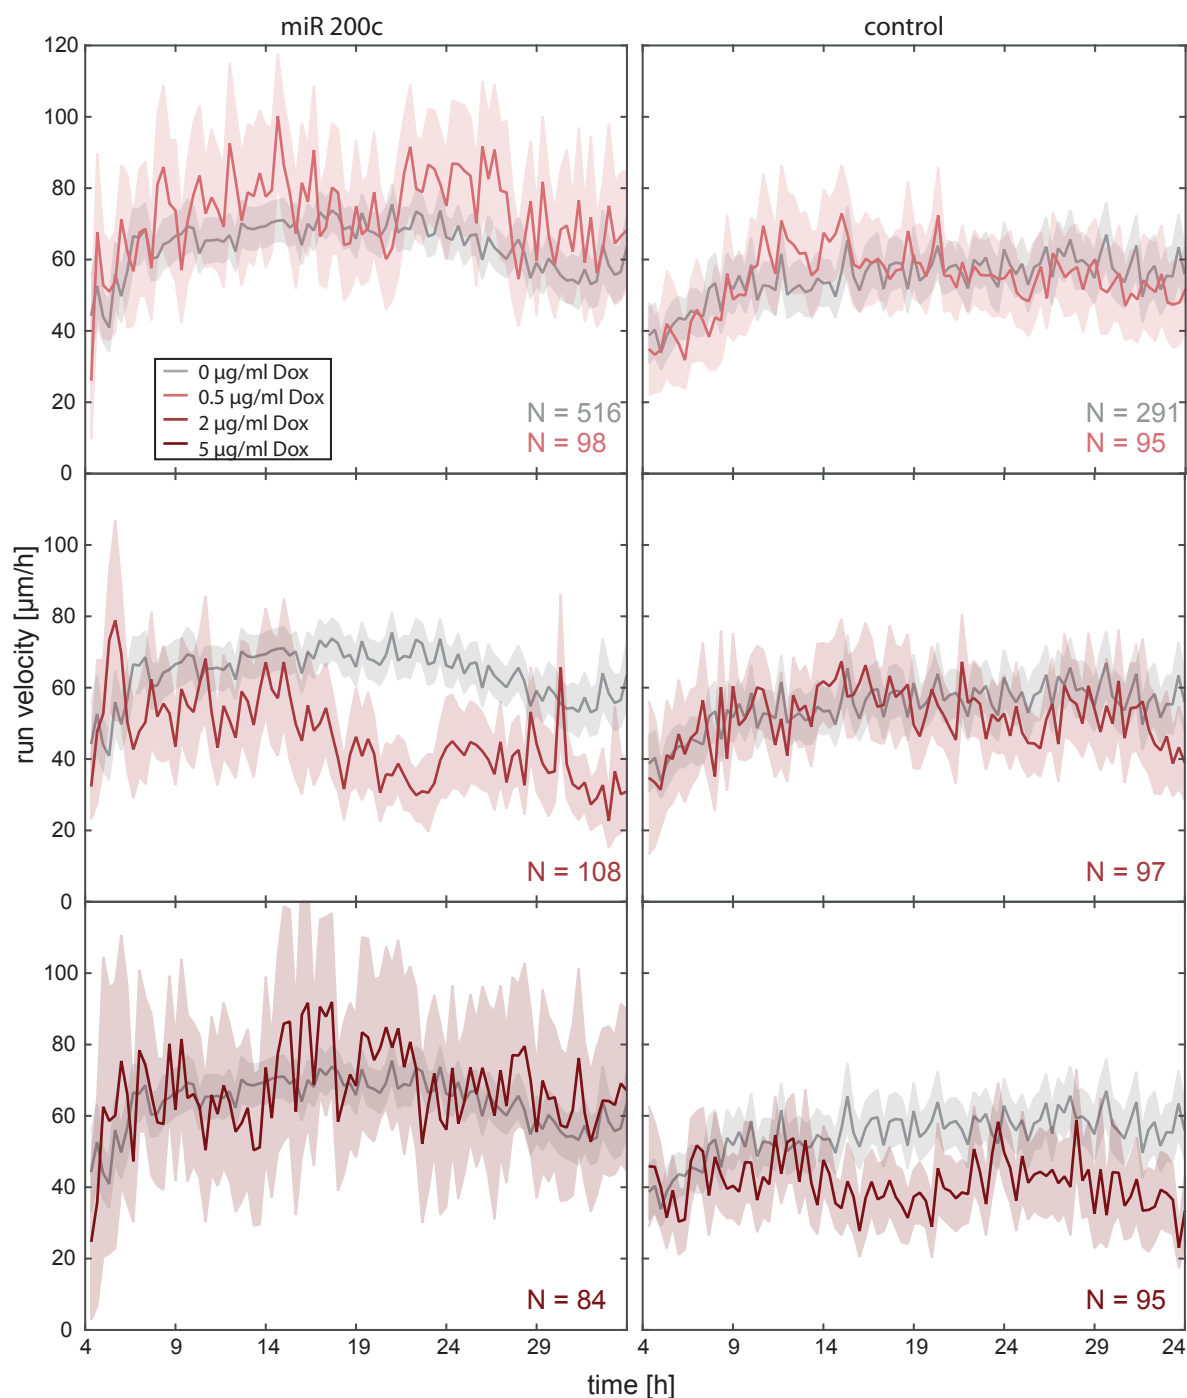 miR 200c
control
120
100
80
60
40
20
0
0 µg/ml Dox
0.5 µg/ml Dox
2 µg/ml Dox
5 µg/ml Dox
N = 516
N = 98
N = 291
N = 95
run velocity [µm/h]
100
80
60
40
20
0
N = 108
N = 97
100
80
60
40
20
0
N = 84
N = 95
4 9 14 19 24 29
4 9 14 19 24 29 24
time [h]